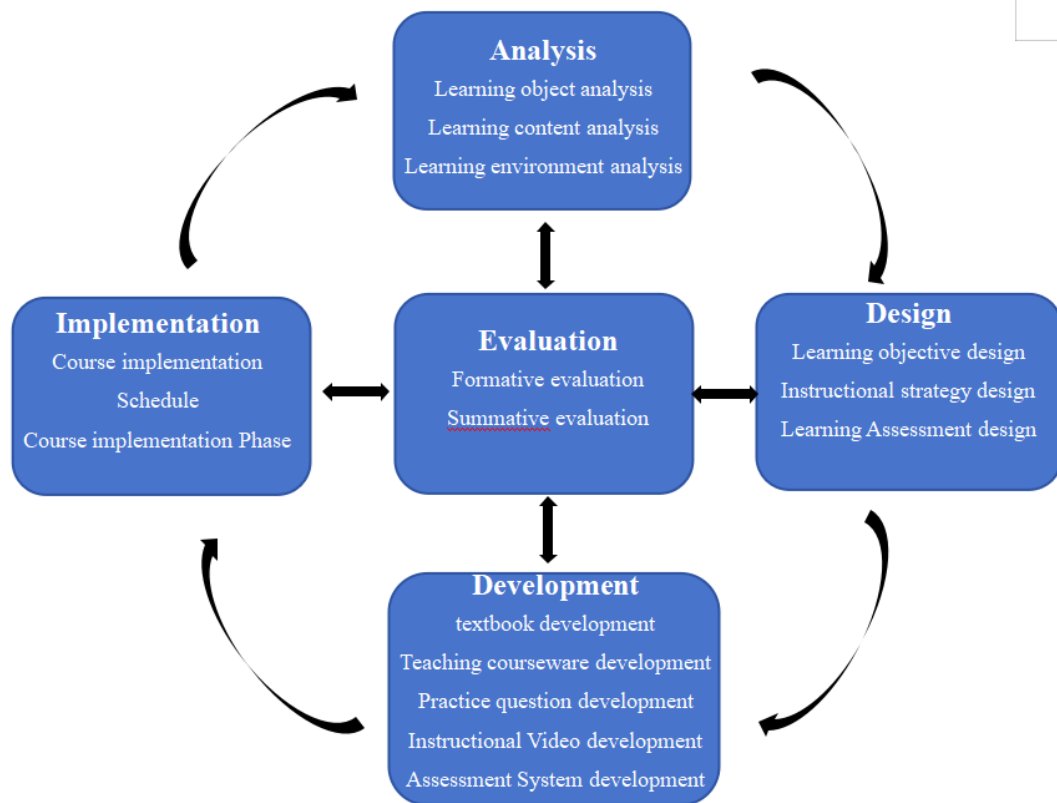 Analysis
Learning object analysis
Learning content analysis
Learning environment analysis
Implementation
Course implementation
Schedule
Course implementation Phase
Evaluation
Formative evaluation
Summative evaluation
Design
Learning objective design
Instructional strategy design
Learning Assessment design
Development
textbook development
Teaching courseware development
Practice question development
Instructional Video development
Assessment System development